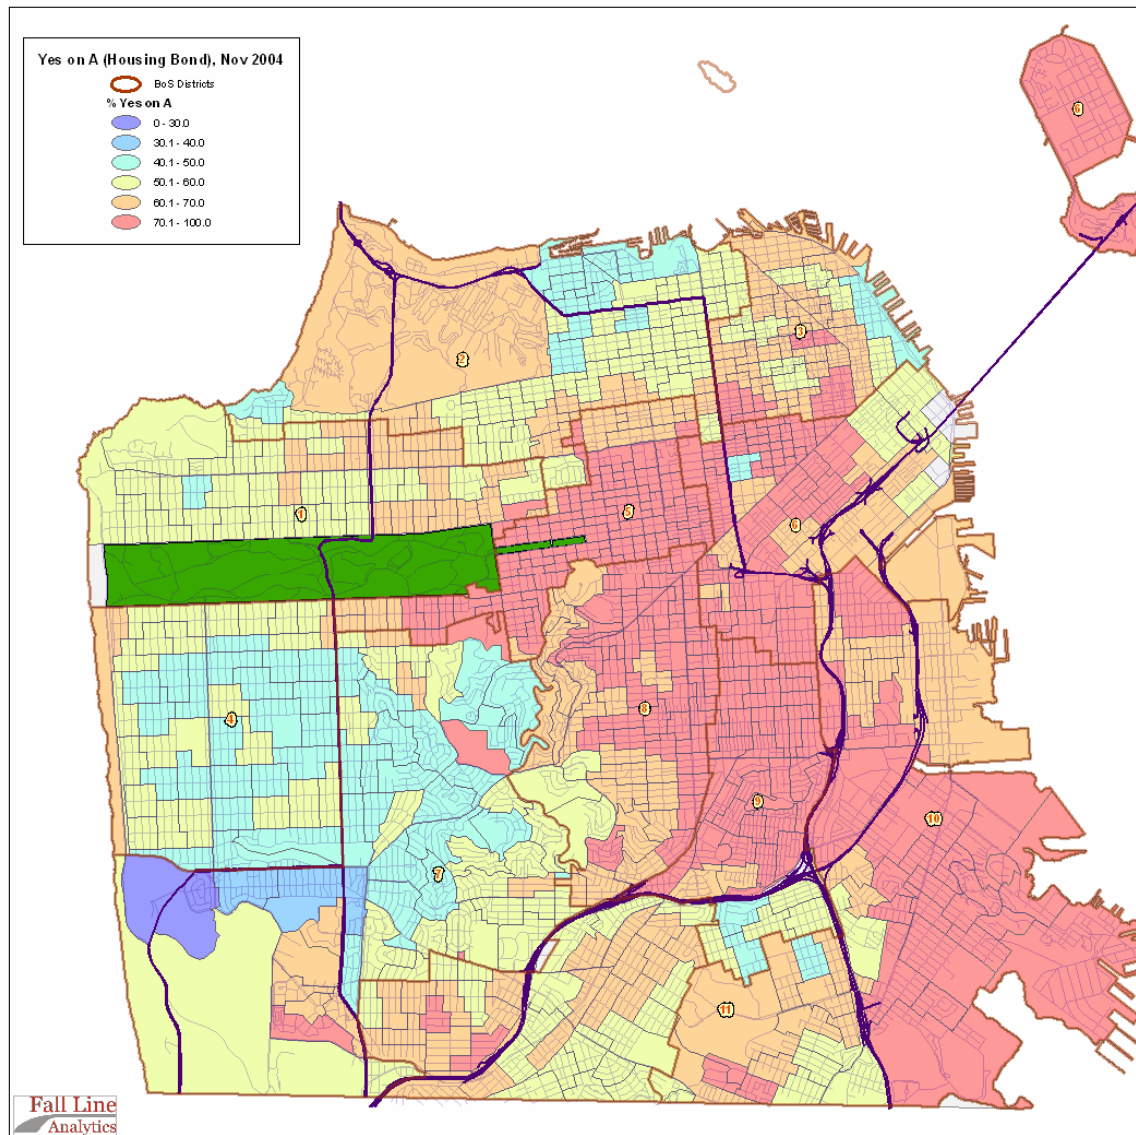 Yes on A (Housing Bond), Nov 2004
BoS Districts
% Yes on A
0 - 30.0
30.1 - 40.0
40.1 - 50.0
50.1 - 60.0
60.1 - 70.0
70.1 - 100.0
6
3
2
1
5
6
4
8
9
10
7
11
Fall Line
Analytics